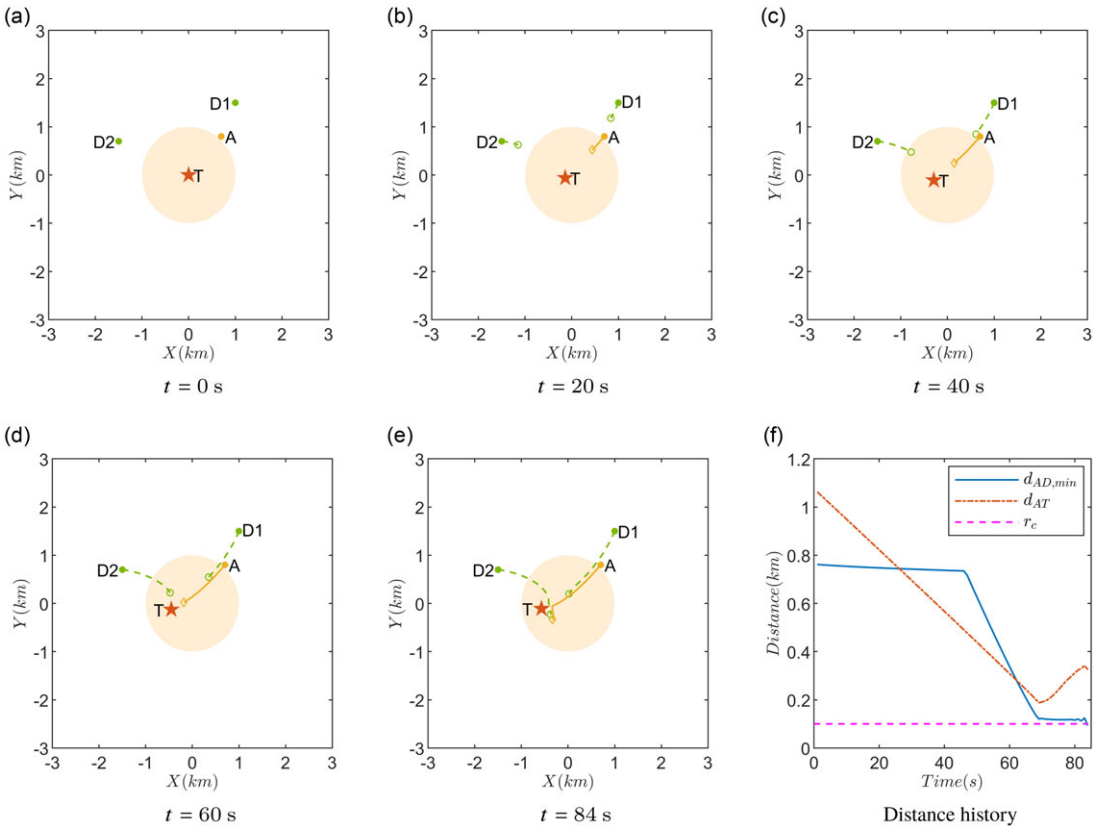 (a)
3
2
1
0
-1
-2
-3
Y(km)
D1
A
D2
T
-3 -2 -1 0 1 2 3
X(km)
t = 0 s
(b)
3
2
1
0
-1
-2
-3
Y(km)
D1
A
D2
T
-3 -2 -1 0 1 2 3
X(km)
t = 20 s
(c)
3
2
1
0
-1
-2
-3
Y(km)
D1
A
D2
T
-3 -2 -1 0 1 2 3
X(km)
t = 40 s
(d)
3
2
1
0
-1
-2
-3
Y(km)
D1
A
D2
T
-3 -2 -1 0 1 2 3
X(km)
t = 60 s
(e)
3
2
1
0
-1
-2
-3
Y(km)
D1
A
D2
T
-3 -2 -1 0 1 2 3
X(km)
t = 84 s
(f)
1.2
1
0.8
0.6
0.4
0.2
0
Distance(km)
d_{AD,min}
d_{AT}
r_c
0 20 40 60 80
Time(s)
Distance history